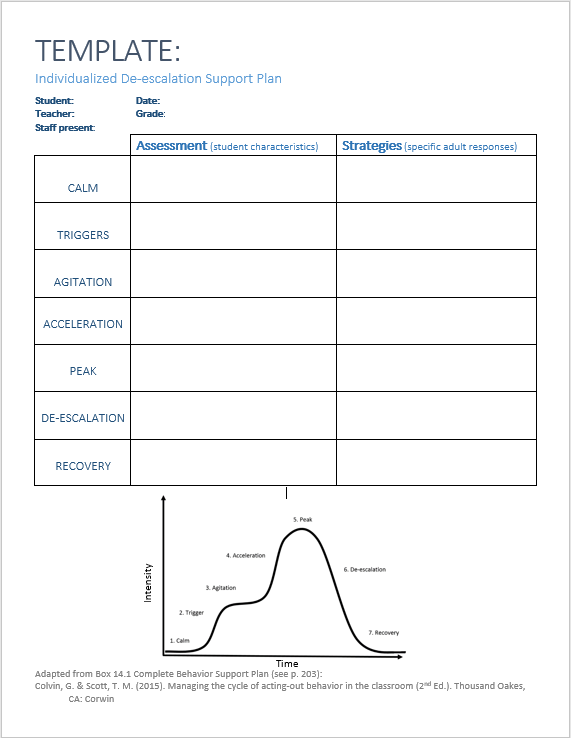 TEMPLATE:
Individualized De-escalation Support Plan
Student: Date:
Teacher: Grade:
Staff present:
Assessment (student characteristics) Strategies (specific adult responses)
CALM
TRIGGERS
AGITATION
ACCELERATION
PEAK
DE-ESCALATION
RECOVERY
5. Peak
4. Acceleration
6. De-escalation
3. Agitation
2. Trigger
7. Recovery
1. Calm
Intensity
Time
Adapted from Box 14.1 Complete Behavior Support Plan (see p. 203):
Colvin, G. & Scott, T. M. (2015). Managing the cycle of acting-out behavior in the classroom (2nd Ed.). Thousand Oakes,
CA: Corwin